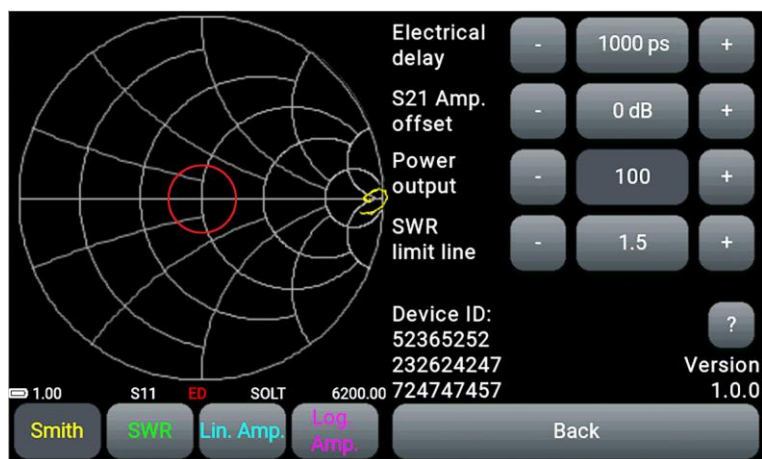 Electrical
delay
-
1000 ps
+
S21 Amp.
offset
-
0 dB
+
Power
output
-
100
+
SWR
limit line
-
1.5
+
Device ID:
52365252
232624247
724747457
?
Version
1.0.0
1.00 S11 ED SOLT 6200.00
Smith
SWR
Lin. Amp.
Log.
Amp.
Back